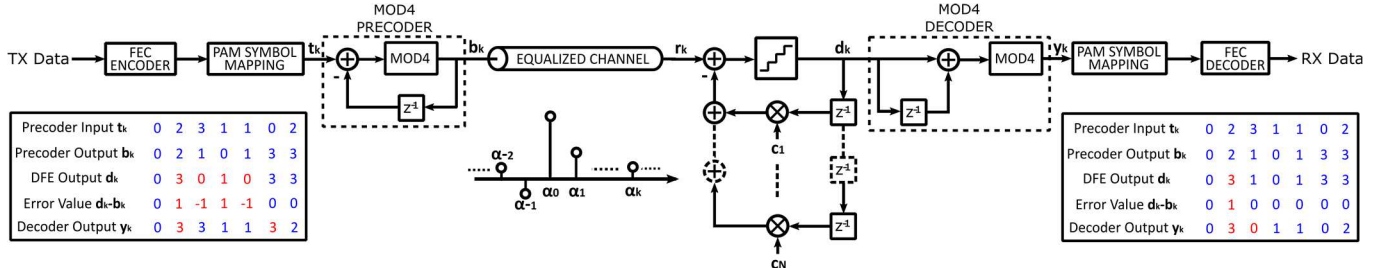 MOD4
PRECODER
MOD4
DECODER
TX Data
FEC
ENCODER
PAM SYMBOL
MAPPING
tk
+
-
MOD4
z-1
bk
EQUALIZED CHANNEL
rk
+
-
dk
z-1
+
c1
z-1
+
z-1
cN
+
MOD4
z-1
yk
PAM SYMBOL
MAPPING
FEC
DECODER
RX Data
Precoder Input tk 0 2 3 1 1 0 2
Precoder Output bk 0 2 1 0 1 3 3
DFE Output dk 0 3 0 1 0 3 3
Error Value dk-bk 0 1 -1 1 -1 0 0
Decoder Output yk 0 3 3 1 1 3 2
α-2
α-1
α0
α1
αk
Precoder Input tk 0 2 3 1 1 0 2
Precoder Output bk 0 2 1 0 1 3 3
DFE Output dk 0 3 1 0 1 3 3
Error Value dk-bk 0 1 0 0 0 0 0
Decoder Output yk 0 3 0 1 1 0 2